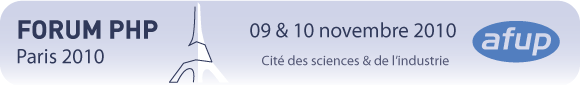 FORUM PHP
Paris 2010
09 & 10 novembre 2010
Cité des sciences & de l'industrie
afup